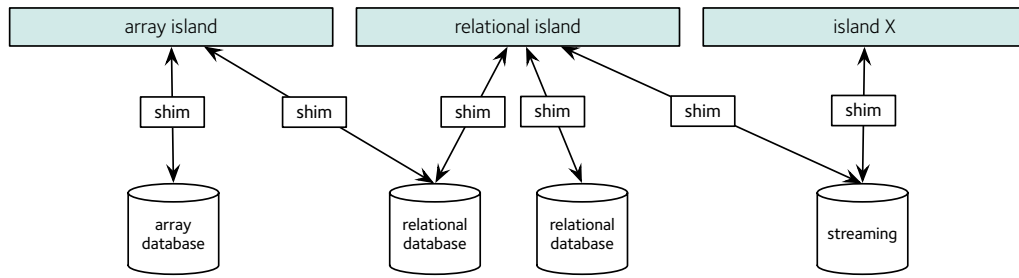 array island
relational island
island X
shim
shim
shim
shim
shim
shim
array
database
relational
database
relational
database
streaming